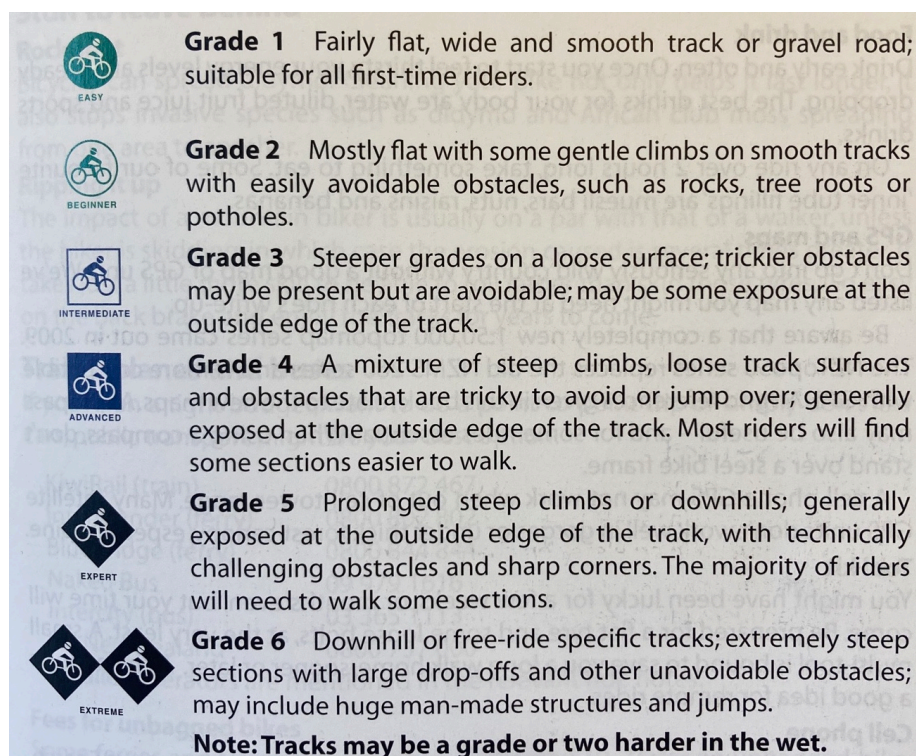 EASY
Grade 1 Fairly flat, wide and smooth track or gravel road;
suitable for all first-time riders.
BEGINNER
Grade 2 Mostly flat with some gentle climbs on smooth tracks
with easily avoidable obstacles, such as rocks, tree roots or
potholes.
INTERMEDIATE
Grade 3 Steeper grades on a loose surface; trickier obstacles
may be present but are avoidable; may be some exposure at the
outside edge of the track.
ADVANCED
Grade 4 A mixture of steep climbs, loose track surfaces
and obstacles that are tricky to avoid or jump over; generally
exposed at the outside edge of the track. Most riders will find
some sections easier to walk.
EXPERT
Grade 5 Prolonged steep climbs or downhills; generally
exposed at the outside edge of the track, with technically
challenging obstacles and sharp corners. The majority of riders
will need to walk some sections.
EXTREME
Grade 6 Downhill or free-ride specific tracks; extremely steep
sections with large drop-offs and other unavoidable obstacles;
may include huge man-made structures and jumps.
Note: Tracks may be a grade or two harder in the wet.